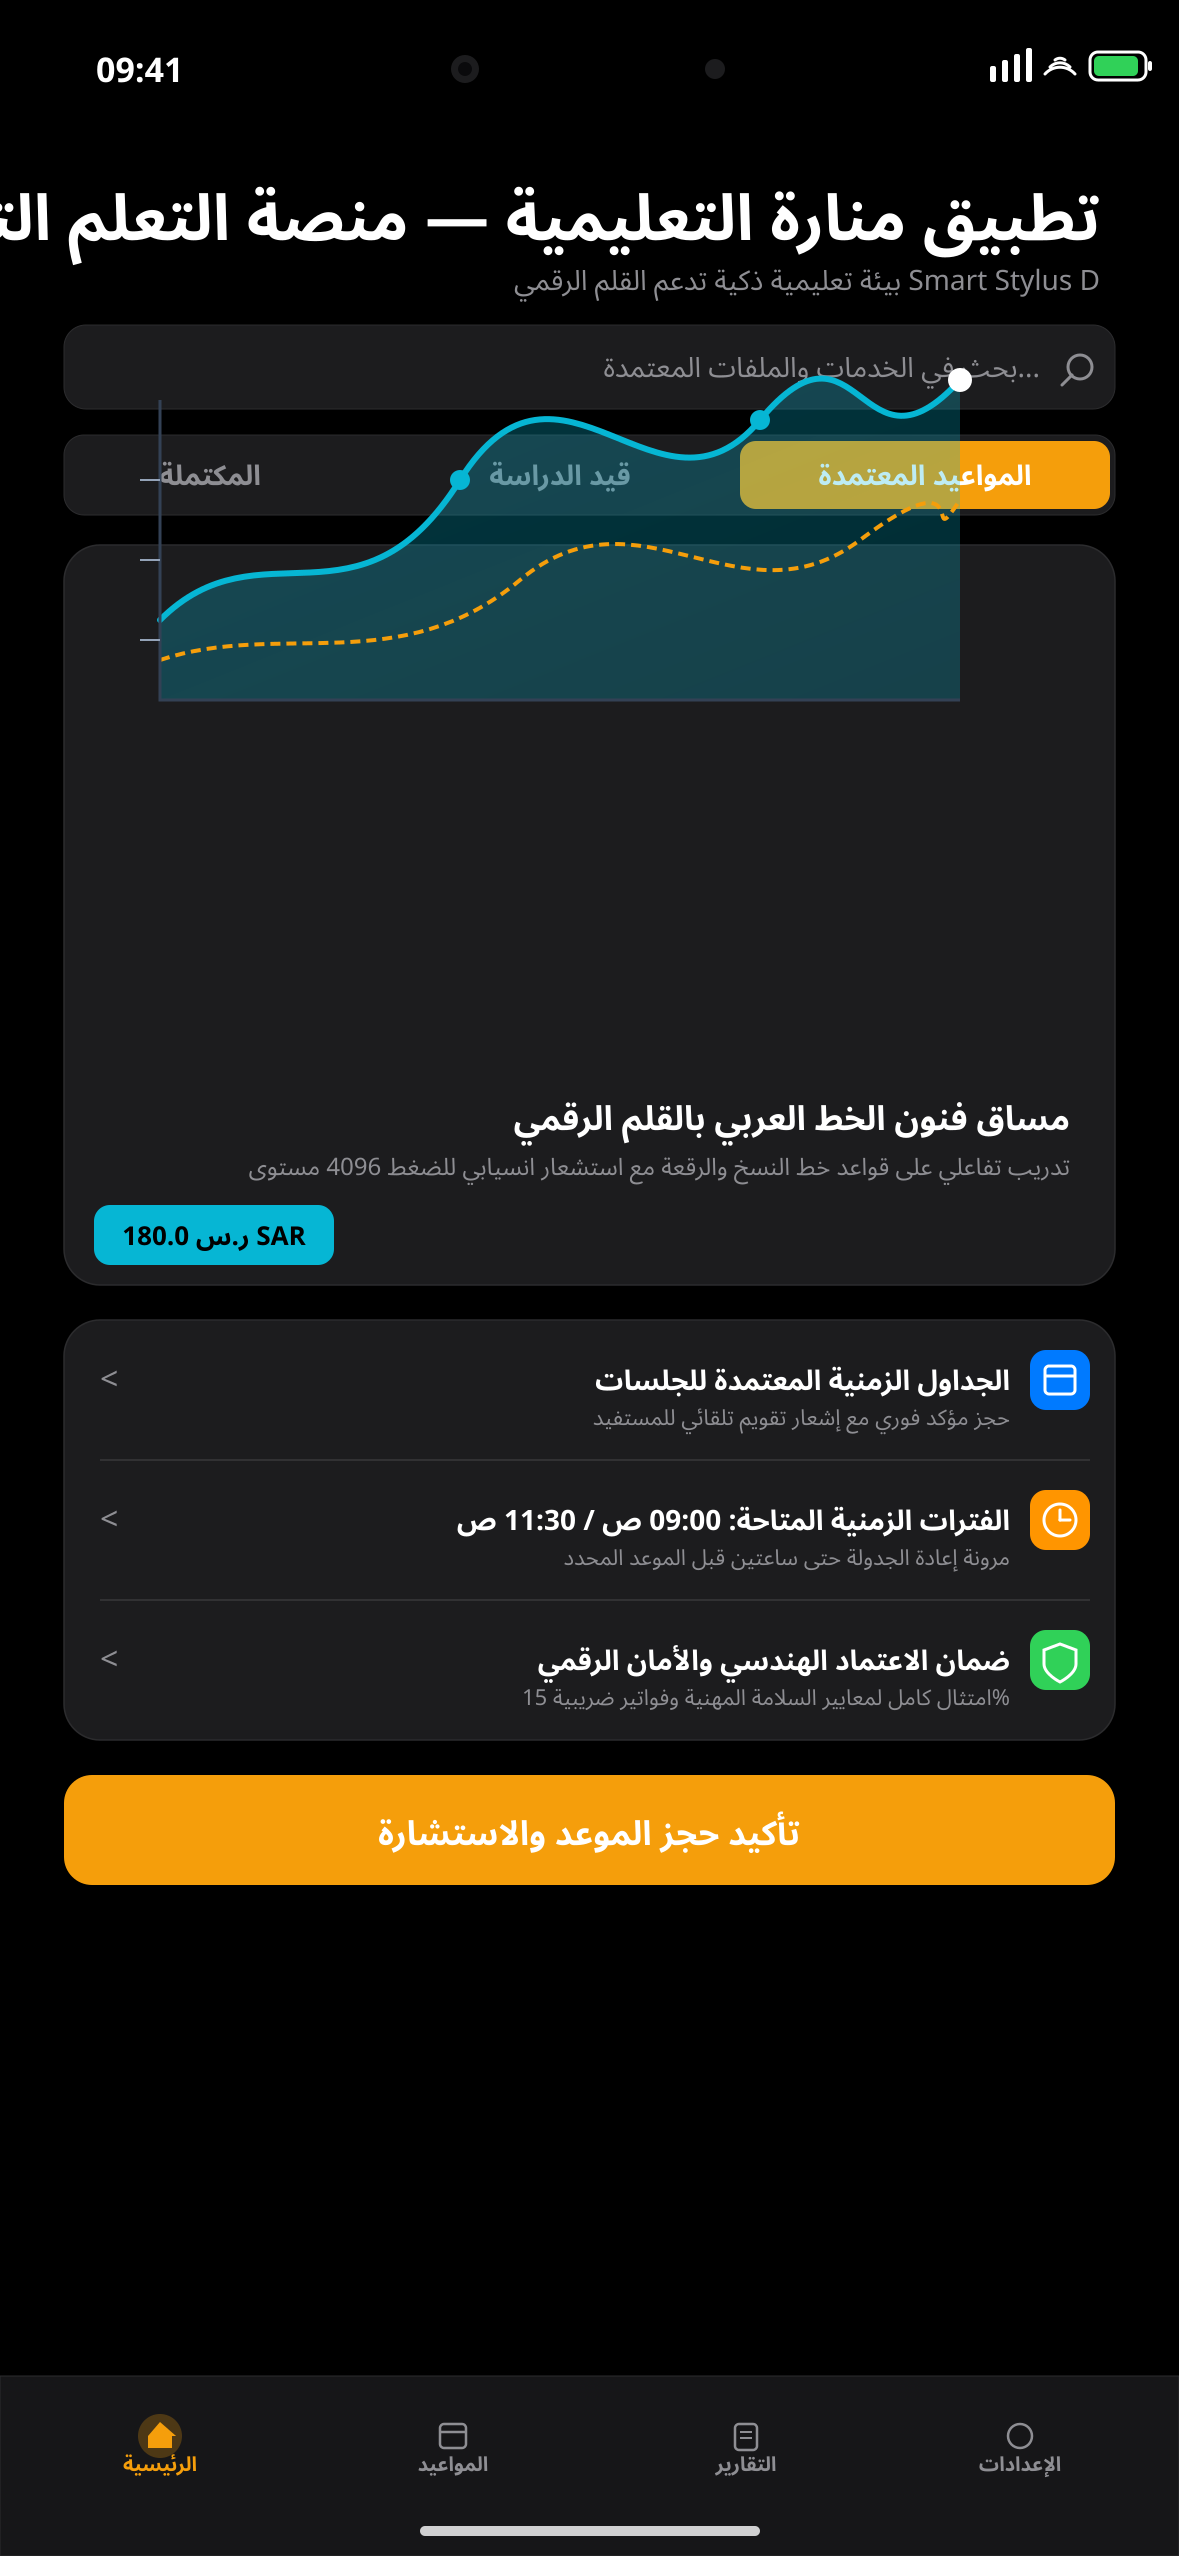 09:41
تطبيق منارة التعليمية — منصة التعلم
بيئة تعليمية ذكية تدعم القلم الرقمي Smart Stylus D
بحث في الخدمات والملفات المعتمدة...
المواعيد المعتمدة
قيد الدراسة
المكتملة
مساق فنون الخط العربي بالقلم الرقمي
تدريب تفاعلي على قواعد خط النسخ والرقعة مع استشعار انسيابي للضغط 4096 مستوى
180.0 ر.س SAR
الجداول الزمنية المعتمدة للجلسات
حجز مؤكد فوري مع إشعار تقويم تلقائي للمستفيد
الفترات الزمنية المتاحة: 09:00 ص / 11:30 ص
مرونة إعادة الجدولة حتى ساعتين قبل الموعد المحدد
ضمان الاعتماد الهندسي والأمان الرقمي
امتثال كامل لمعايير السلامة المهنية وفواتير ضريبية 15%
تأكيد حجز الموعد والاستشارة
الإعدادات
التقارير
المواعيد
الرئيسية